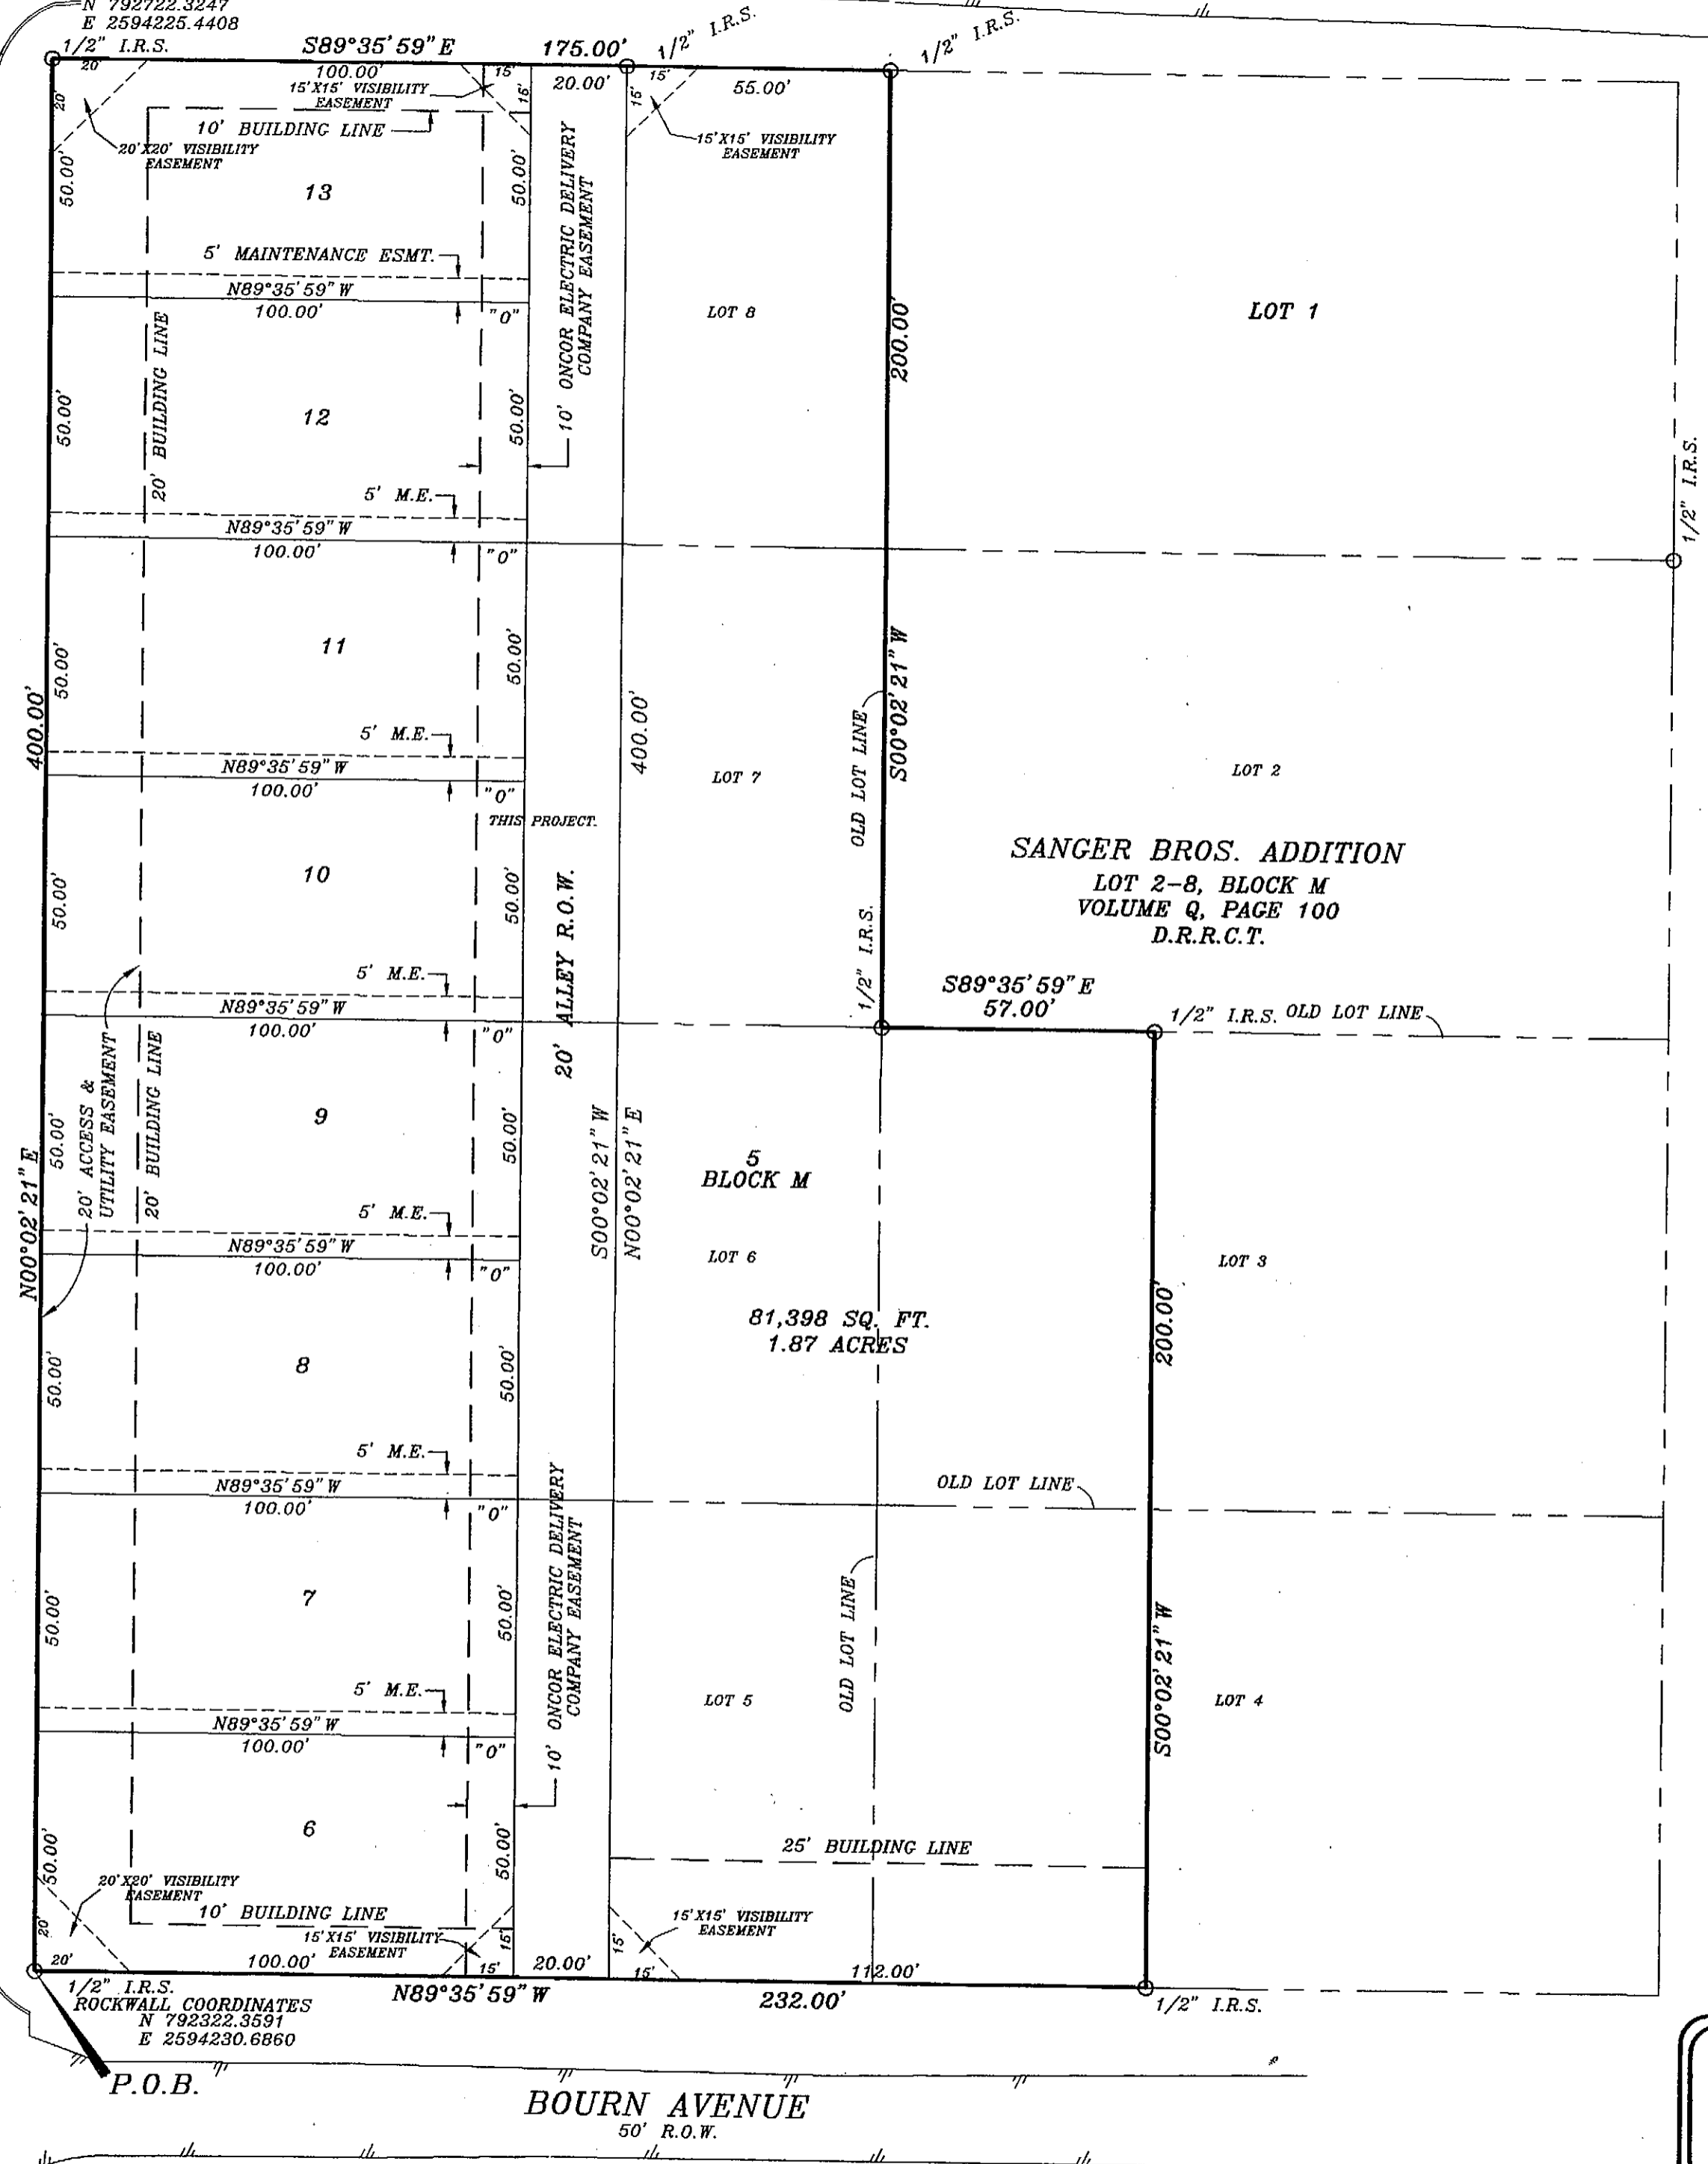 N 792722.3247
E 2594225.4408
1/2" I.R.S.
S89°35'59"E
175.00'
1/2" I.R.S.
1/2" I.R.S.
20'
100.00'
15'
20.00'
15'
55.00'
20'
15'X15' VISIBILITY
EASEMENT
15'
15'
10' BUILDING LINE
20'X20' VISIBILITY
EASEMENT
15'X15' VISIBILITY
EASEMENT
50.00'
13
50.00'
10' ONCOR ELECTRIC DELIVERY
COMPANY EASEMENT
5' MAINTENANCE ESMT.
N89°35'59"W
100.00'
"0"
LOT 8
200.00'
LOT 1
20' BUILDING LINE
50.00'
12
50.00'
5' M.E.
N89°35'59"W
100.00'
"0"
1/2" I.R.S.
50.00'
11
50.00'
400.00'
400.00'
S00°02'21"W
OLD LOT LINE
5' M.E.
N89°35'59"W
100.00'
"0"
LOT 7
LOT 2
THIS PROJECT.
SANGER BROS. ADDITION
LOT 2-8, BLOCK M
VOLUME Q, PAGE 100
D.R.R.C.T.
50.00'
10
50.00'
20' ALLEY R.O.W.
1/2" I.R.S.
5' M.E.
N89°35'59"W
100.00'
"0"
S89°35'59"E
57.00'
1/2" I.R.S.
OLD LOT LINE
20' ACCESS &
UTILITY EASEMENT
20' BUILDING LINE
50.00'
9
50.00'
N00°02'21"E
S00°02'21"W
N00°02'21"E
5
BLOCK M
5' M.E.
N89°35'59"W
100.00'
"0"
LOT 6
LOT 3
81,398 SQ. FT.
1.87 ACRES
200.00'
50.00'
8
50.00'
5' M.E.
N89°35'59"W
100.00'
"0"
OLD LOT LINE
10' ONCOR ELECTRIC DELIVERY
COMPANY EASEMENT
50.00'
7
50.00'
OLD LOT LINE
S00°02'21"W
5' M.E.
N89°35'59"W
100.00'
"0"
LOT 5
LOT 4
50.00'
6
50.00'
25' BUILDING LINE
20'X20' VISIBILITY
EASEMENT
10' BUILDING LINE
15'X15' VISIBILITY
EASEMENT
15'X15' VISIBILITY
EASEMENT
20'
15'
15'
20'
100.00'
15'
20.00'
15'
112.00'
1/2" I.R.S.
N89°35'59"W
232.00'
1/2" I.R.S.
ROCKWALL COORDINATES
N 792322.3591
E 2594230.6860
P.O.B.
BOURN AVENUE
50' R.O.W.